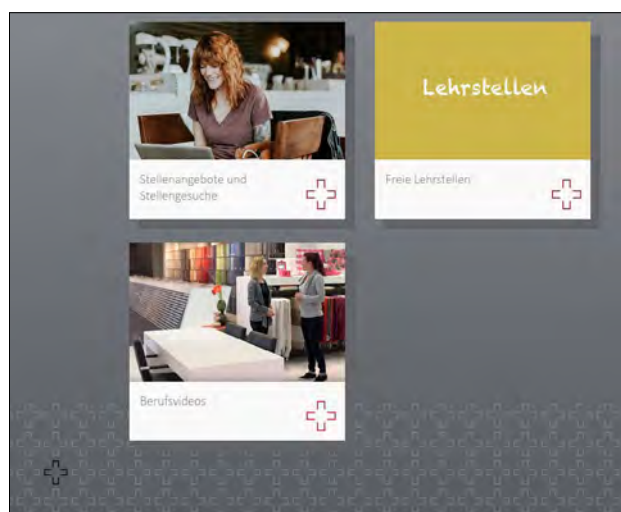 Lehrstellen
Stellenangebote und
Stellengesuche
Freie Lehrstellen
Berufsvideos